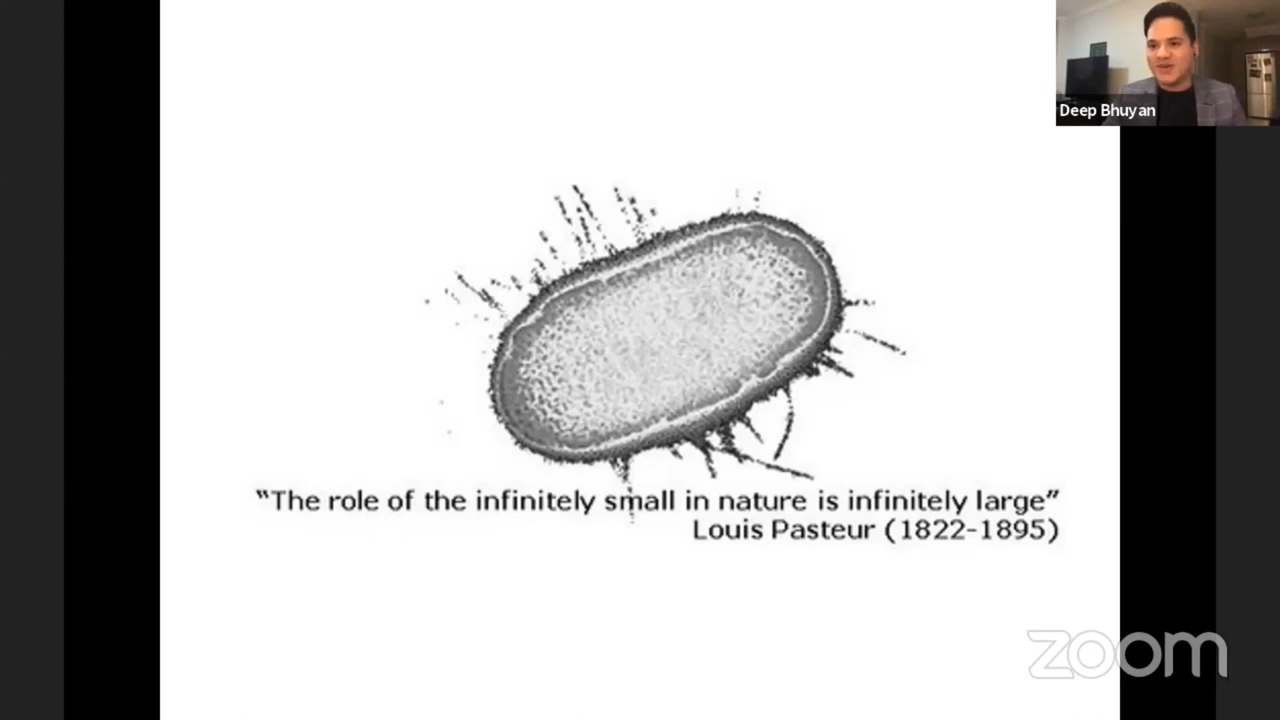 Deep Bhuyan
"The role of the infinitely small in nature is infinitely large"
Louis Pasteur (1822-1895)
zoom